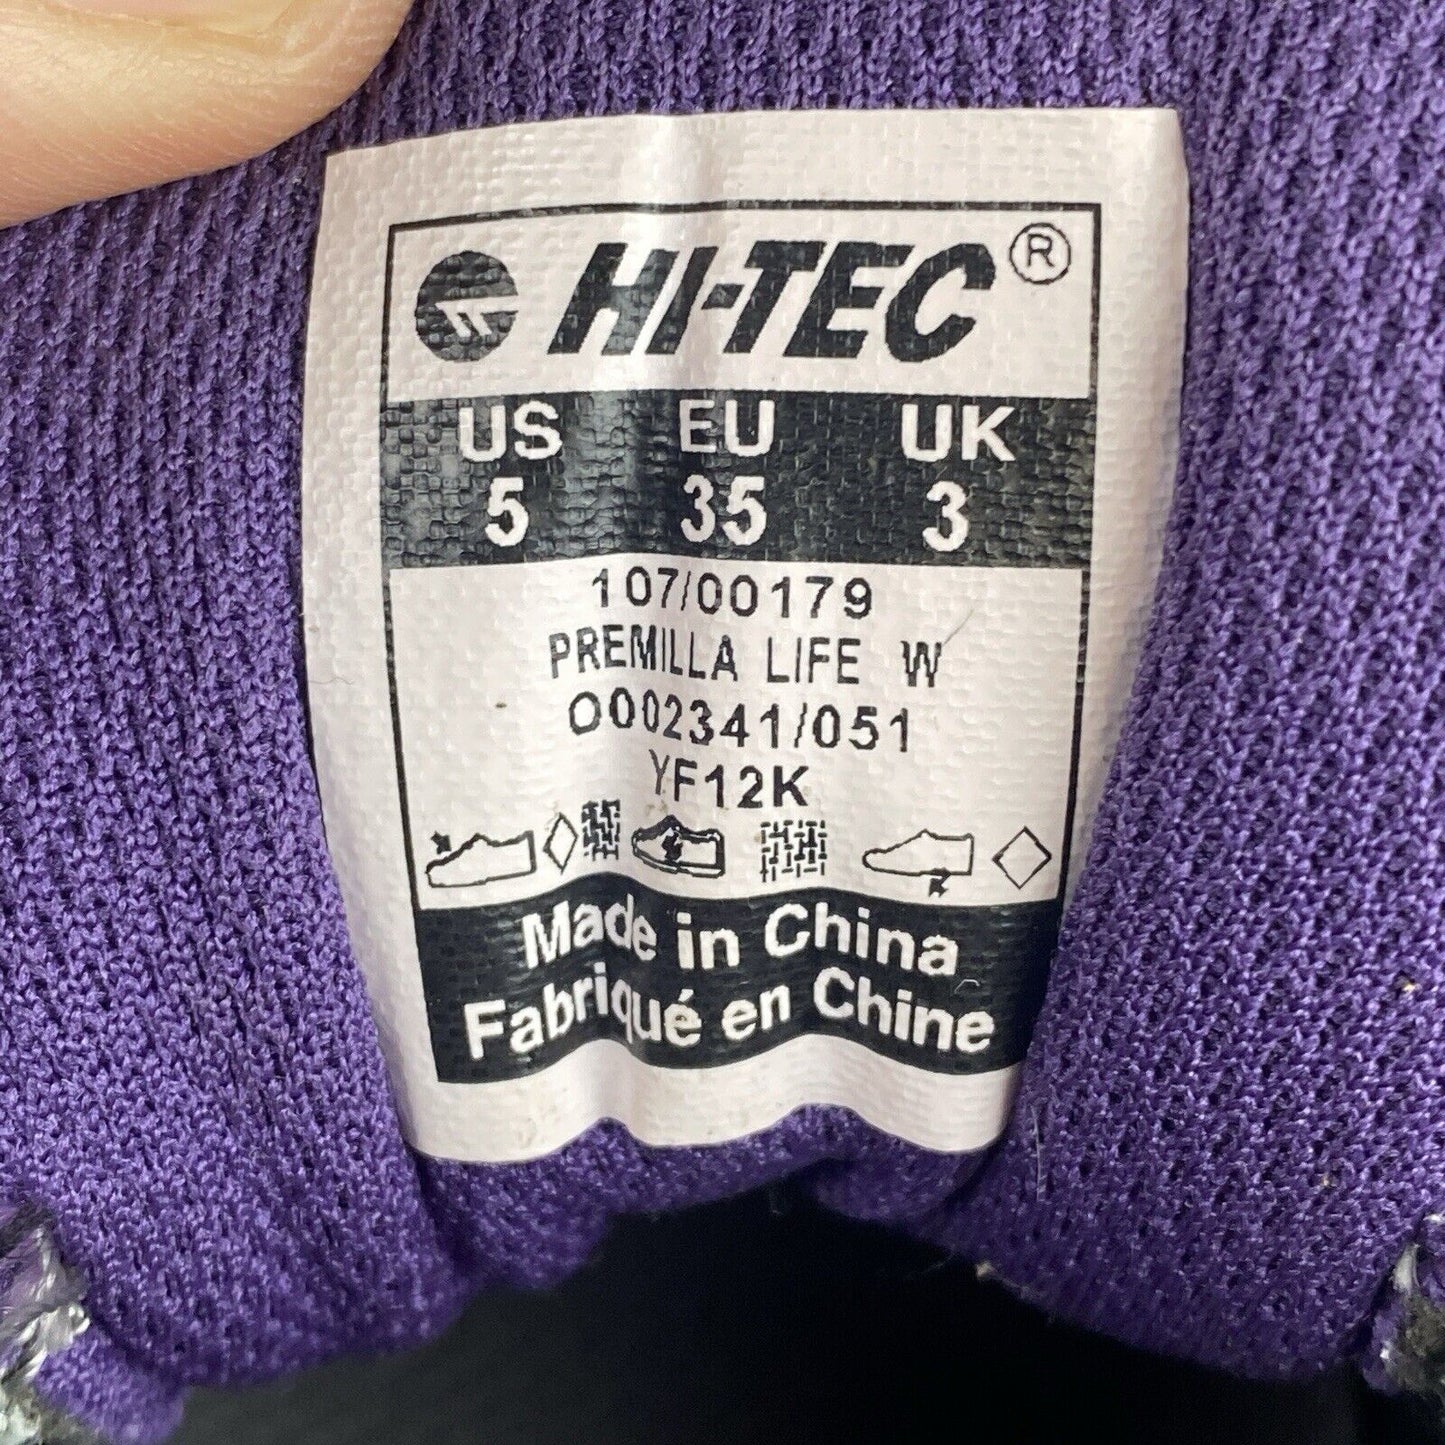 HI-TEC®
US EU UK
5 35 3
107/00179
PREMILLA LIFE W
O002341/051
YF12K
Made in China
Fabriqué en Chine